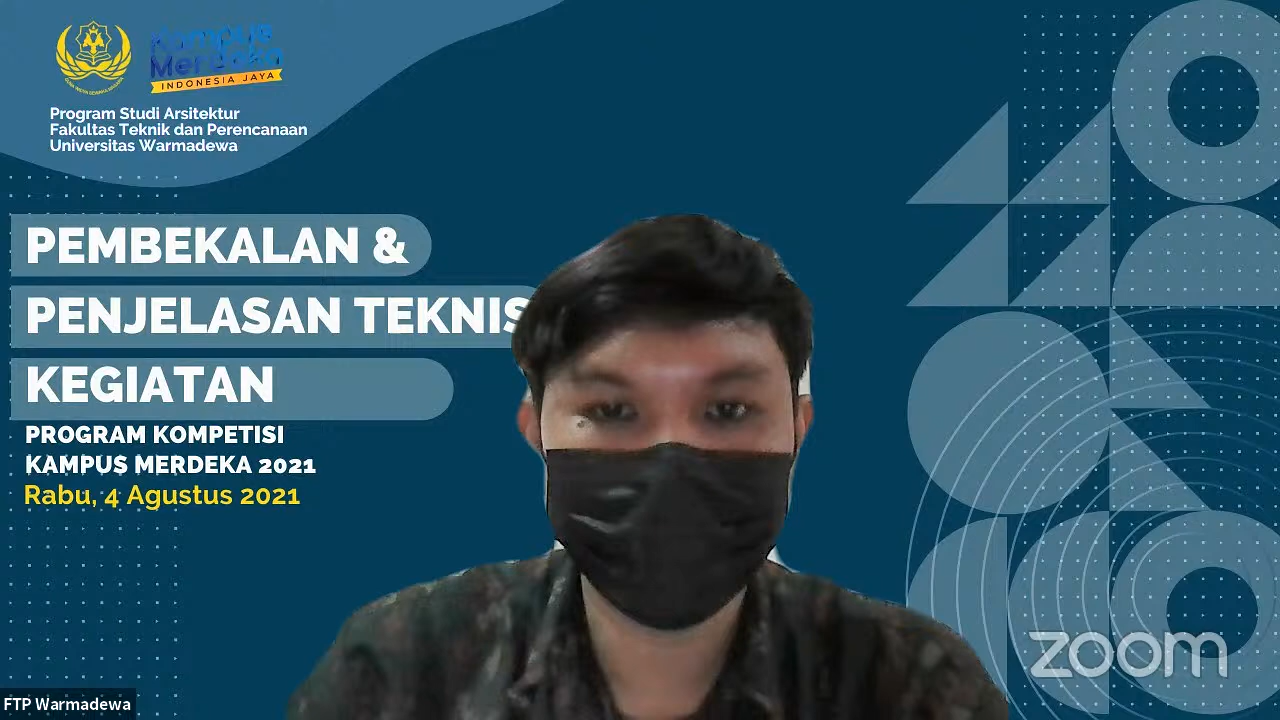 Kampus
Merdeka
INDONESIA JAYA
Program Studi Arsitektur
Fakultas Teknik dan Perencanaan
Universitas Warmadewa
PEMBEKALAN &
PENJELASAN TEKNIS
KEGIATAN
PROGRAM KOMPETISI
KAMPUS MERDEKA 2021
Rabu, 4 Agustus 2021
zoom
FTP Warmadewa